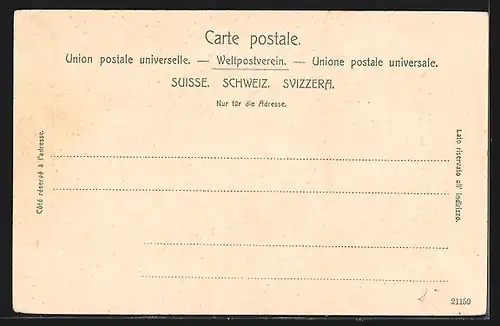 Carte postale.
Union postale universelle. — Weltpostverein. — Unione postale universale.
SUISSE. SCHWEIZ. SVIZZERA.
Nur für die Adresse.
Côté réservé à l'adresse.
Lato riservato all' indirizzo.
21150